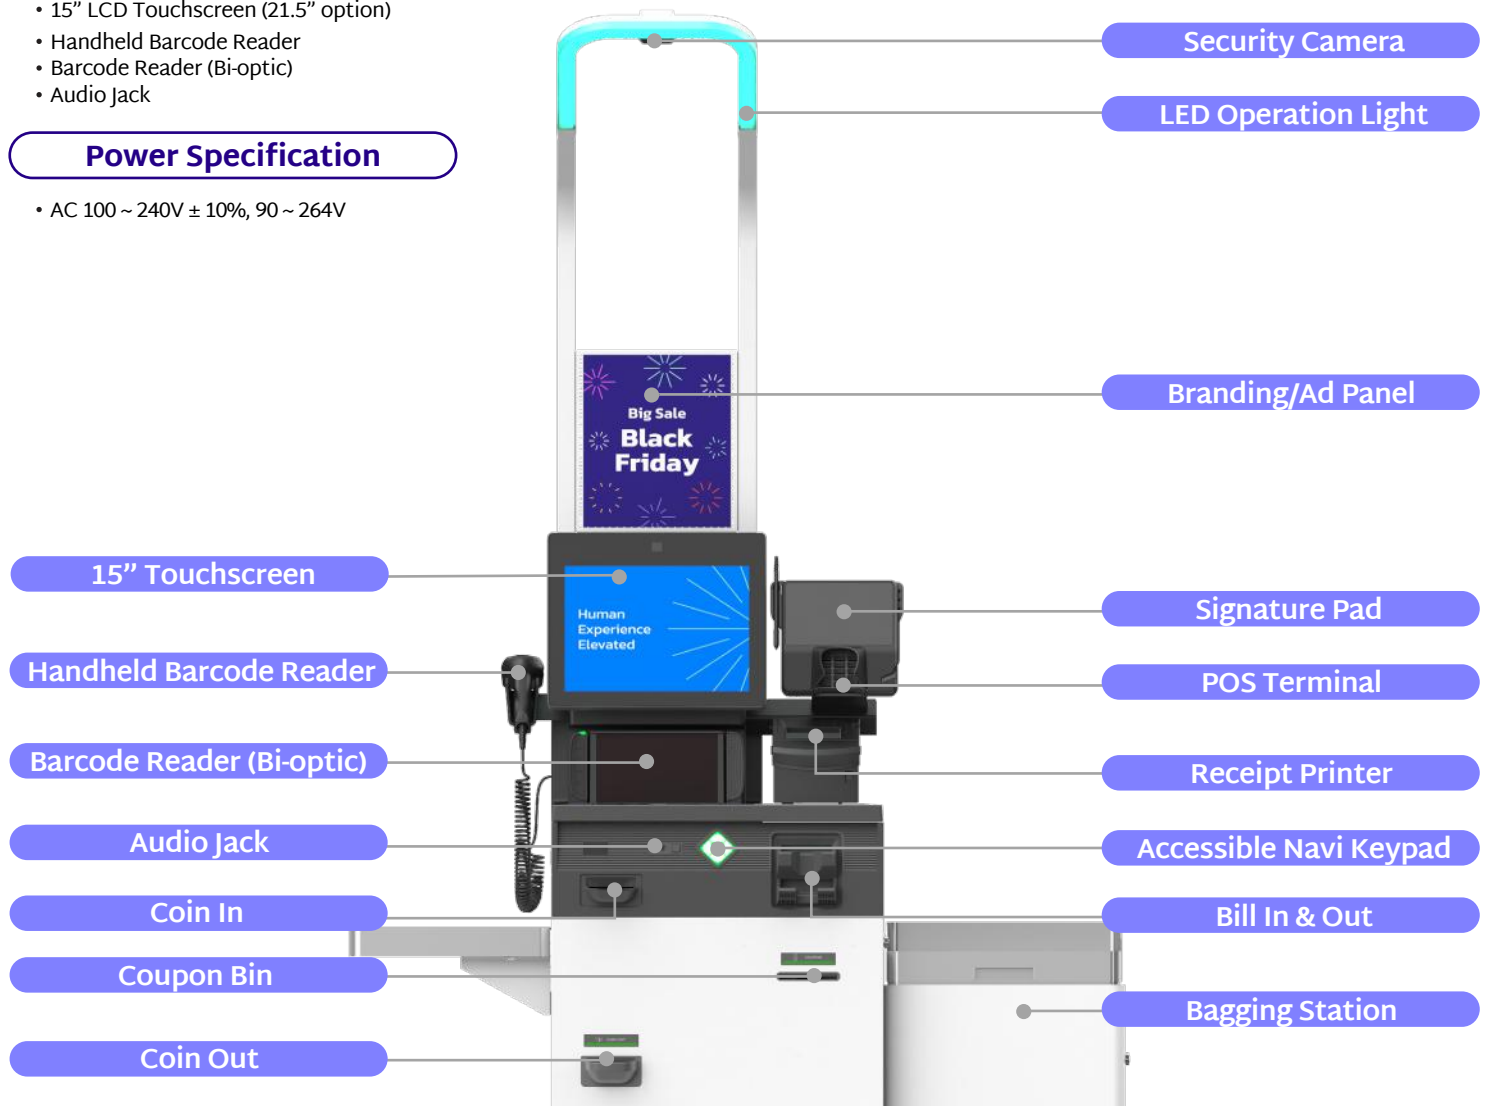 • 15” LCD Touchscreen (21.5” option)
• Handheld Barcode Reader
• Barcode Reader (Bi-optic)
• Audio Jack
Power Specification
• AC 100 ~ 240V ± 10%, 90 ~ 264V
Security Camera
LED Operation Light
Branding/Ad Panel
Big Sale
Black
Friday
15” Touchscreen
Human
Experience
Elevated
Signature Pad
Handheld Barcode Reader
POS Terminal
Barcode Reader (Bi-optic)
Receipt Printer
Audio Jack
Accessible Navi Keypad
Coin In
Bill In & Out
Coupon Bin
Bagging Station
Coin Out